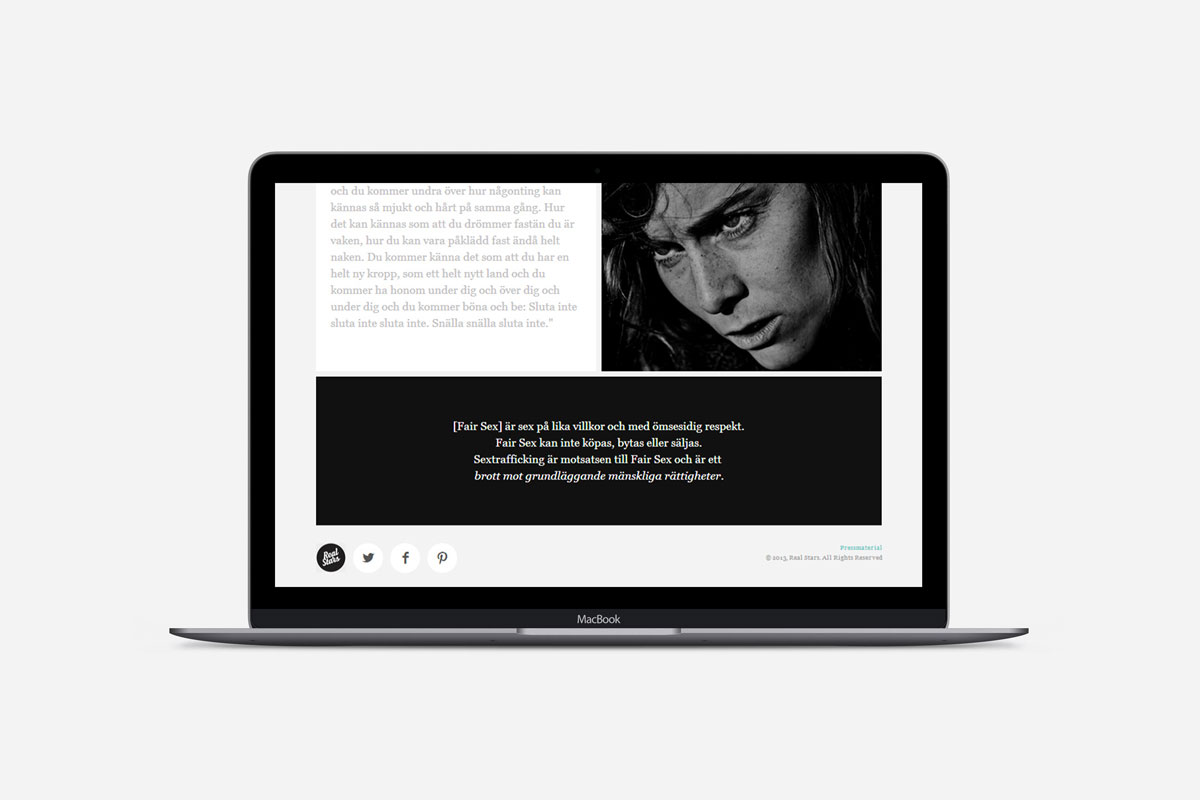 och du kommer undra över hur någonting kan
kännas så mjukt och hårt på samma gång. Hur
det kan kännas som att du drömmer fastän du är
vaken, hur du kan vara påklädd fast ändå helt
naken. Du kommer känna det som att du har en
helt ny kropp, som ett helt nytt land och du
kommer ha honom under dig och över dig och
under dig och du kommer böna och be: Sluta inte
sluta inte sluta inte. Snälla snälla sluta inte."
[Fair Sex] är sex på lika villkor och med ömsesidig respekt.
Fair Sex kan inte köpas, bytas eller säljas.
Sextrafficking är motsatsen till Fair Sex och är ett
brott mot grundläggande mänskliga rättigheter.
Real
Stars
Pressmaterial
© 2013, Real Stars. All Rights Reserved
MacBook